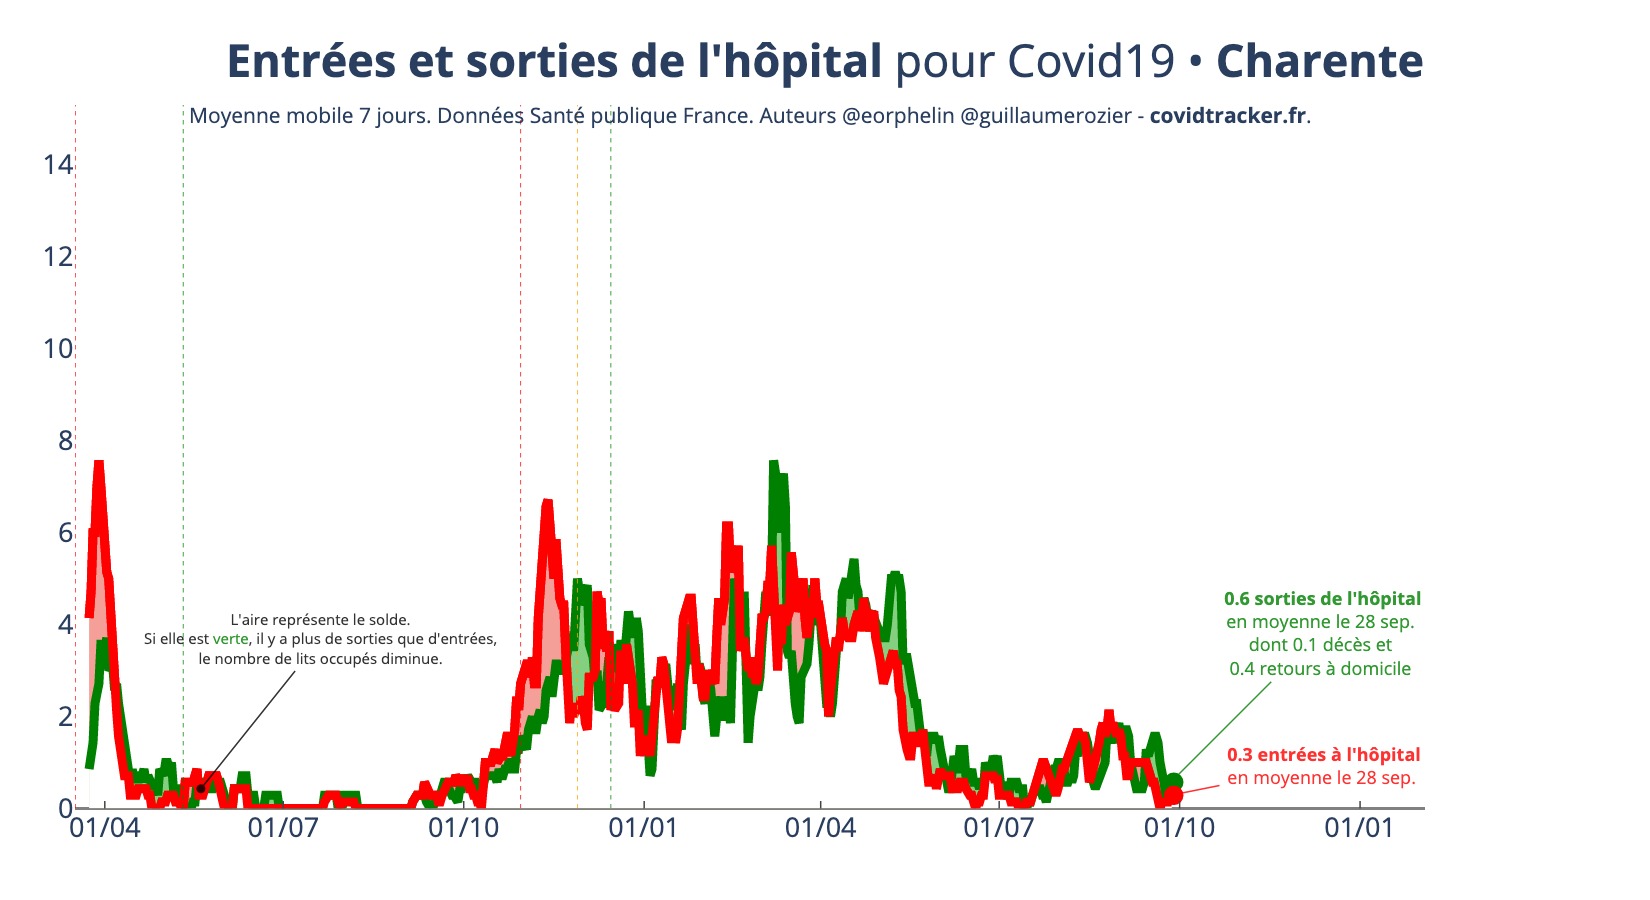 Entrées et sorties de l'hôpital pour Covid19 • Charente
Moyenne mobile 7 jours. Données Santé publique France. Auteurs @eorphelin @guillaumerozier - covidtracker.fr.
14
12
10
8
6
4
2
0
L'aire représente le solde.
Si elle est verte, il y a plus de sorties que d'entrées,
le nombre de lits occupés diminue.
0.6 sorties de l'hôpital
en moyenne le 28 sep.
dont 0.1 décès et
0.4 retours à domicile
0.3 entrées à l'hôpital
en moyenne le 28 sep.
01/04 01/07 01/10 01/01 01/04 01/07 01/10 01/01